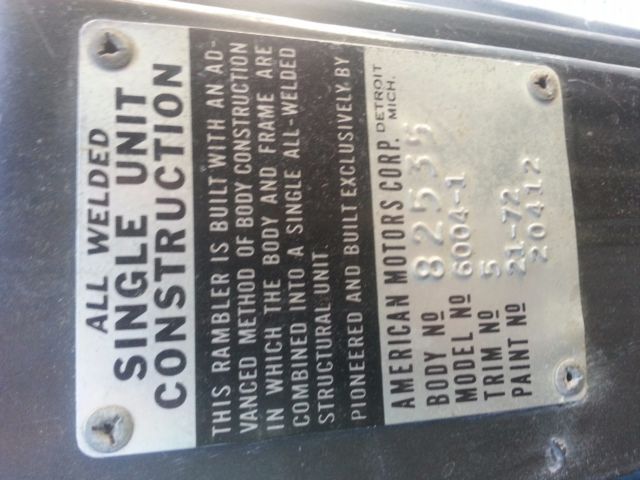 ALL WELDED
SINGLE UNIT
CONSTRUCTION
THIS RAMBLER IS BUILT WITH AN AD-
VANCED METHOD OF BODY CONSTRUCTION
IN WHICH THE BODY AND FRAME ARE
COMBINED INTO A SINGLE ALL-WELDED
STRUCTURAL UNIT.
PIONEERED AND BUILT EXCLUSIVELY BY
AMERICAN MOTORS CORP. DETROIT MICH.
BODY Nº 82535
MODEL Nº 6004-1
TRIM Nº 5
PAINT Nº 21-72
20412